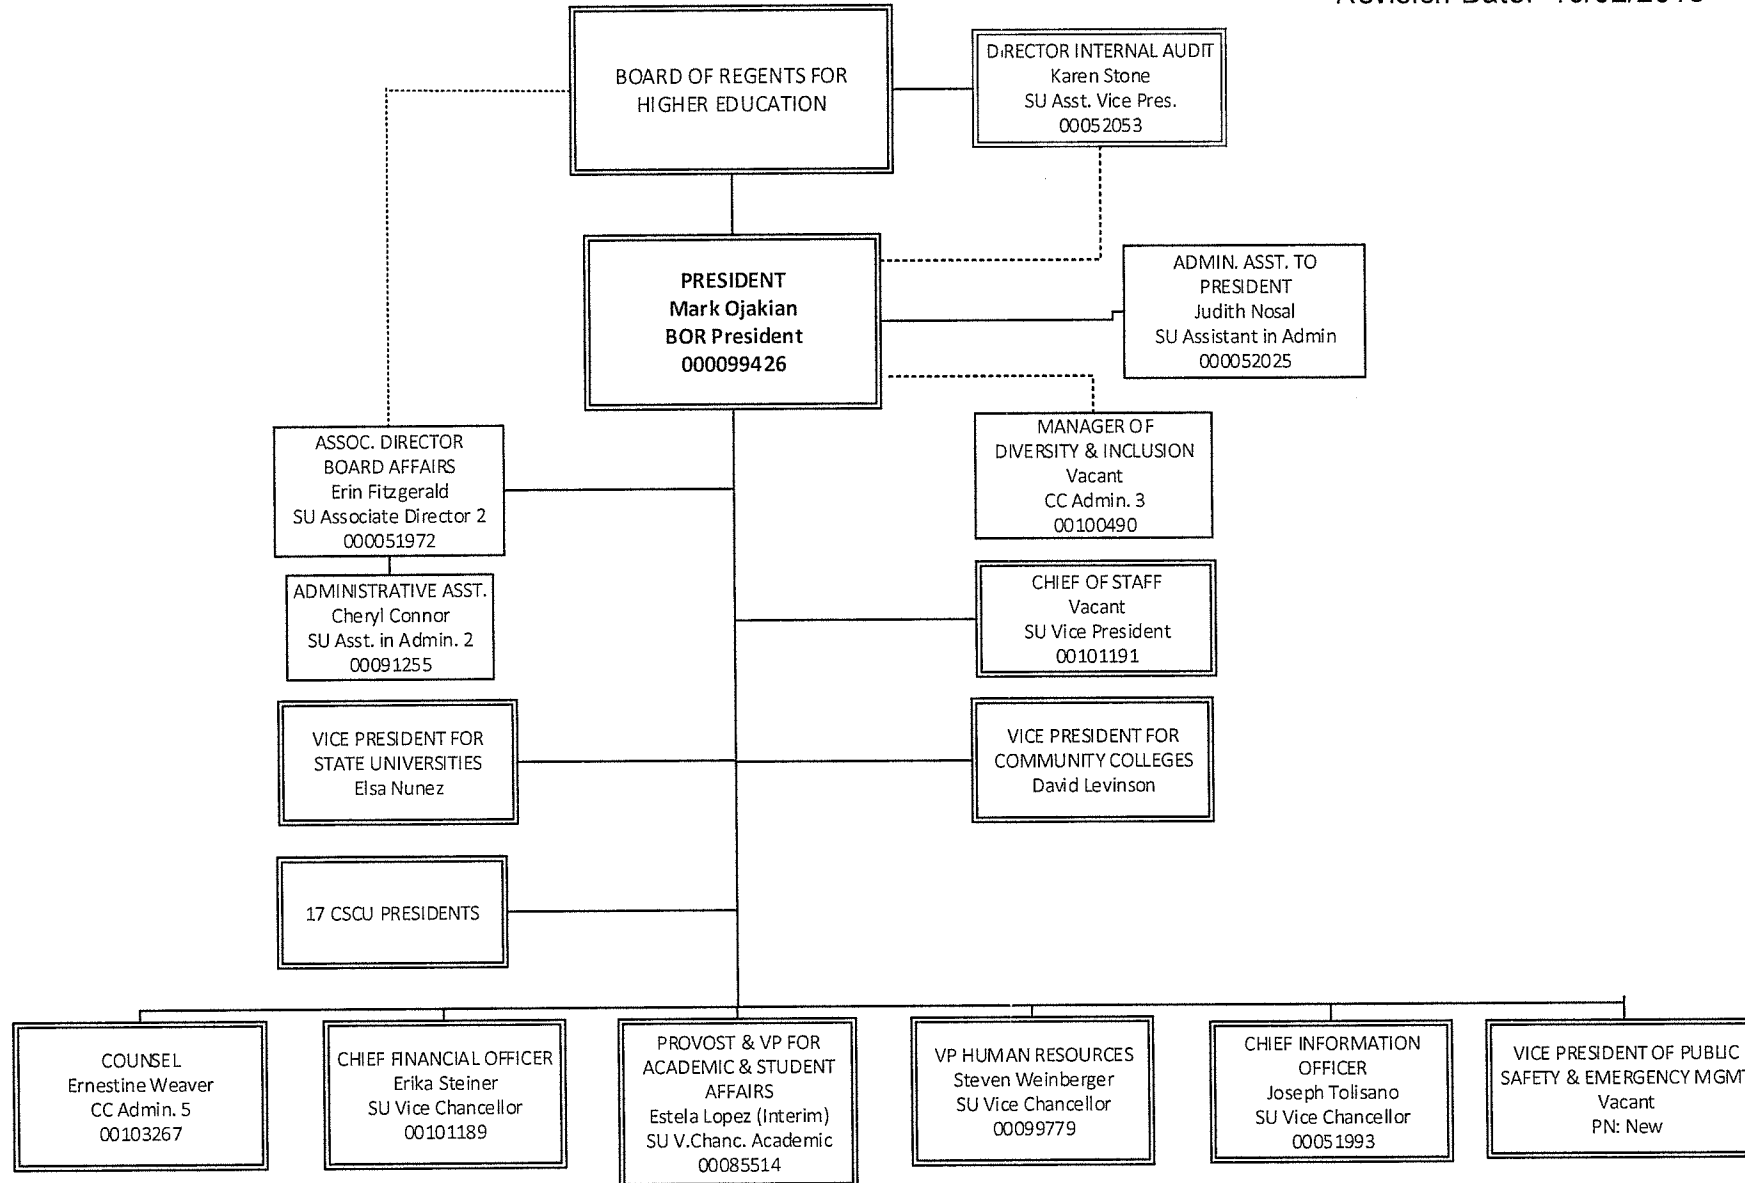 BOARD OF REGENTS FOR
HIGHER EDUCATION
DIRECTOR INTERNAL AUDIT
Karen Stone
SU Asst. Vice Pres.
00052053
PRESIDENT
Mark Ojakian
BOR President
000099426
ADMIN. ASST. TO
PRESIDENT
Judith Nosal
SU Assistant in Admin
000052025
ASSOC. DIRECTOR
BOARD AFFAIRS
Erin Fitzgerald
SU Associate Director 2
000051972
MANAGER OF
DIVERSITY & INCLUSION
Vacant
CC Admin. 3
00100490
ADMINISTRATIVE ASST.
Cheryl Connor
SU Asst. in Admin. 2
00091255
CHIEF OF STAFF
Vacant
SU Vice President
00101191
VICE PRESIDENT FOR
STATE UNIVERSITIES
Elsa Nunez
VICE PRESIDENT FOR
COMMUNITY COLLEGES
David Levinson
17 CSCU PRESIDENTS
COUNSEL
Ernestine Weaver
CC Admin. 5
00103267
CHIEF FINANCIAL OFFICER
Erika Steiner
SU Vice Chancellor
00101189
PROVOST & VP FOR
ACADEMIC & STUDENT
AFFAIRS
Estela Lopez (Interim)
SU V.Chanc. Academic
00085514
VP HUMAN RESOURCES
Steven Weinberger
SU Vice Chancellor
00099779
CHIEF INFORMATION
OFFICER
Joseph Tolisano
SU Vice Chancellor
00051993
VICE PRESIDENT OF PUBLIC
SAFETY & EMERGENCY MGMT
Vacant
PN: New